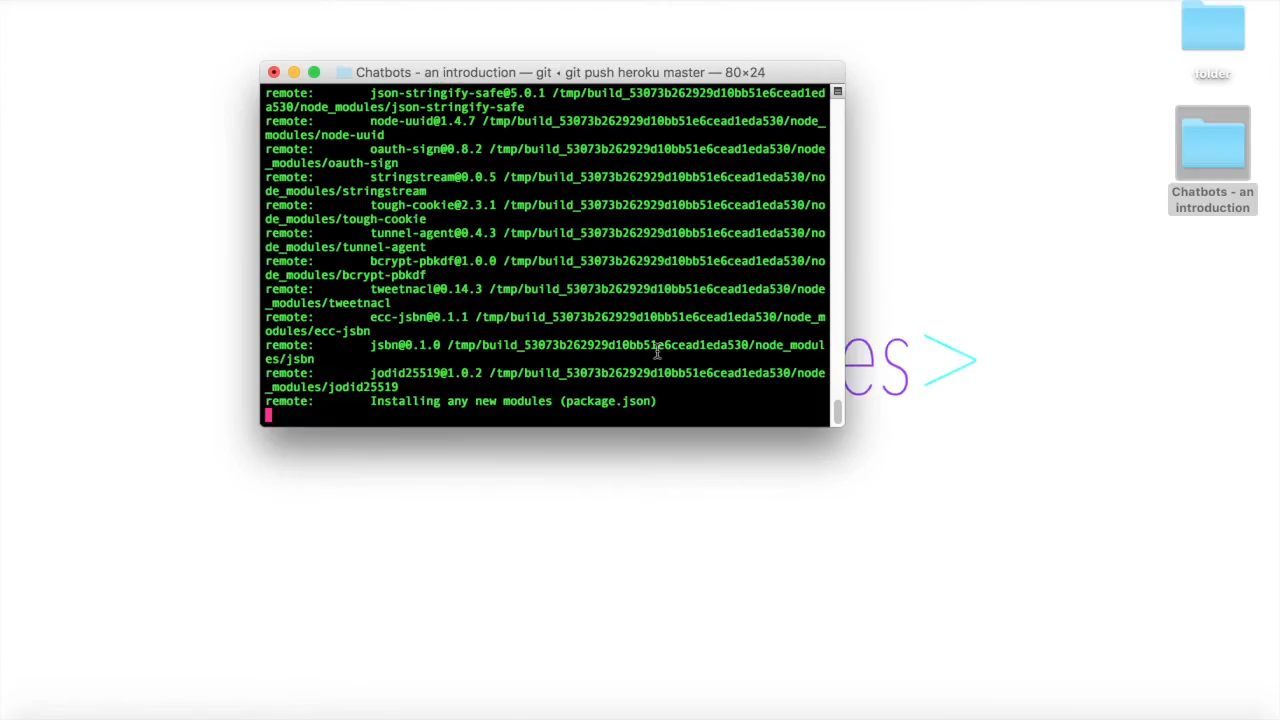 Chatbots - an introduction — git ◂ git push heroku master — 80×24
remote:        json-stringify-safe@5.0.1 /tmp/build_53073b262929d10bb51e6cead1ed
a530/node_modules/json-stringify-safe
remote:        node-uuid@1.4.7 /tmp/build_53073b262929d10bb51e6cead1eda530/node_
modules/node-uuid
remote:        oauth-sign@0.8.2 /tmp/build_53073b262929d10bb51e6cead1eda530/node
_modules/oauth-sign
remote:        stringstream@0.0.5 /tmp/build_53073b262929d10bb51e6cead1eda530/no
de_modules/stringstream
remote:        tough-cookie@2.3.1 /tmp/build_53073b262929d10bb51e6cead1eda530/no
de_modules/tough-cookie
remote:        tunnel-agent@0.4.3 /tmp/build_53073b262929d10bb51e6cead1eda530/no
de_modules/tunnel-agent
remote:        bcrypt-pbkdf@1.0.0 /tmp/build_53073b262929d10bb51e6cead1eda530/no
de_modules/bcrypt-pbkdf
remote:        tweetnacl@0.14.3 /tmp/build_53073b262929d10bb51e6cead1eda530/node
_modules/tweetnacl
remote:        ecc-jsbn@0.1.1 /tmp/build_53073b262929d10bb51e6cead1eda530/node_m
odules/ecc-jsbn
remote:        jsbn@0.1.0 /tmp/build_53073b262929d10bb51e6cead1eda530/node_modul
es/jsbn
remote:        jodid25519@1.0.2 /tmp/build_53073b262929d10bb51e6cead1eda530/node
_modules/jodid25519
remote:        Installing any new modules (package.json)
folder
Chatbots - an
introduction
es>